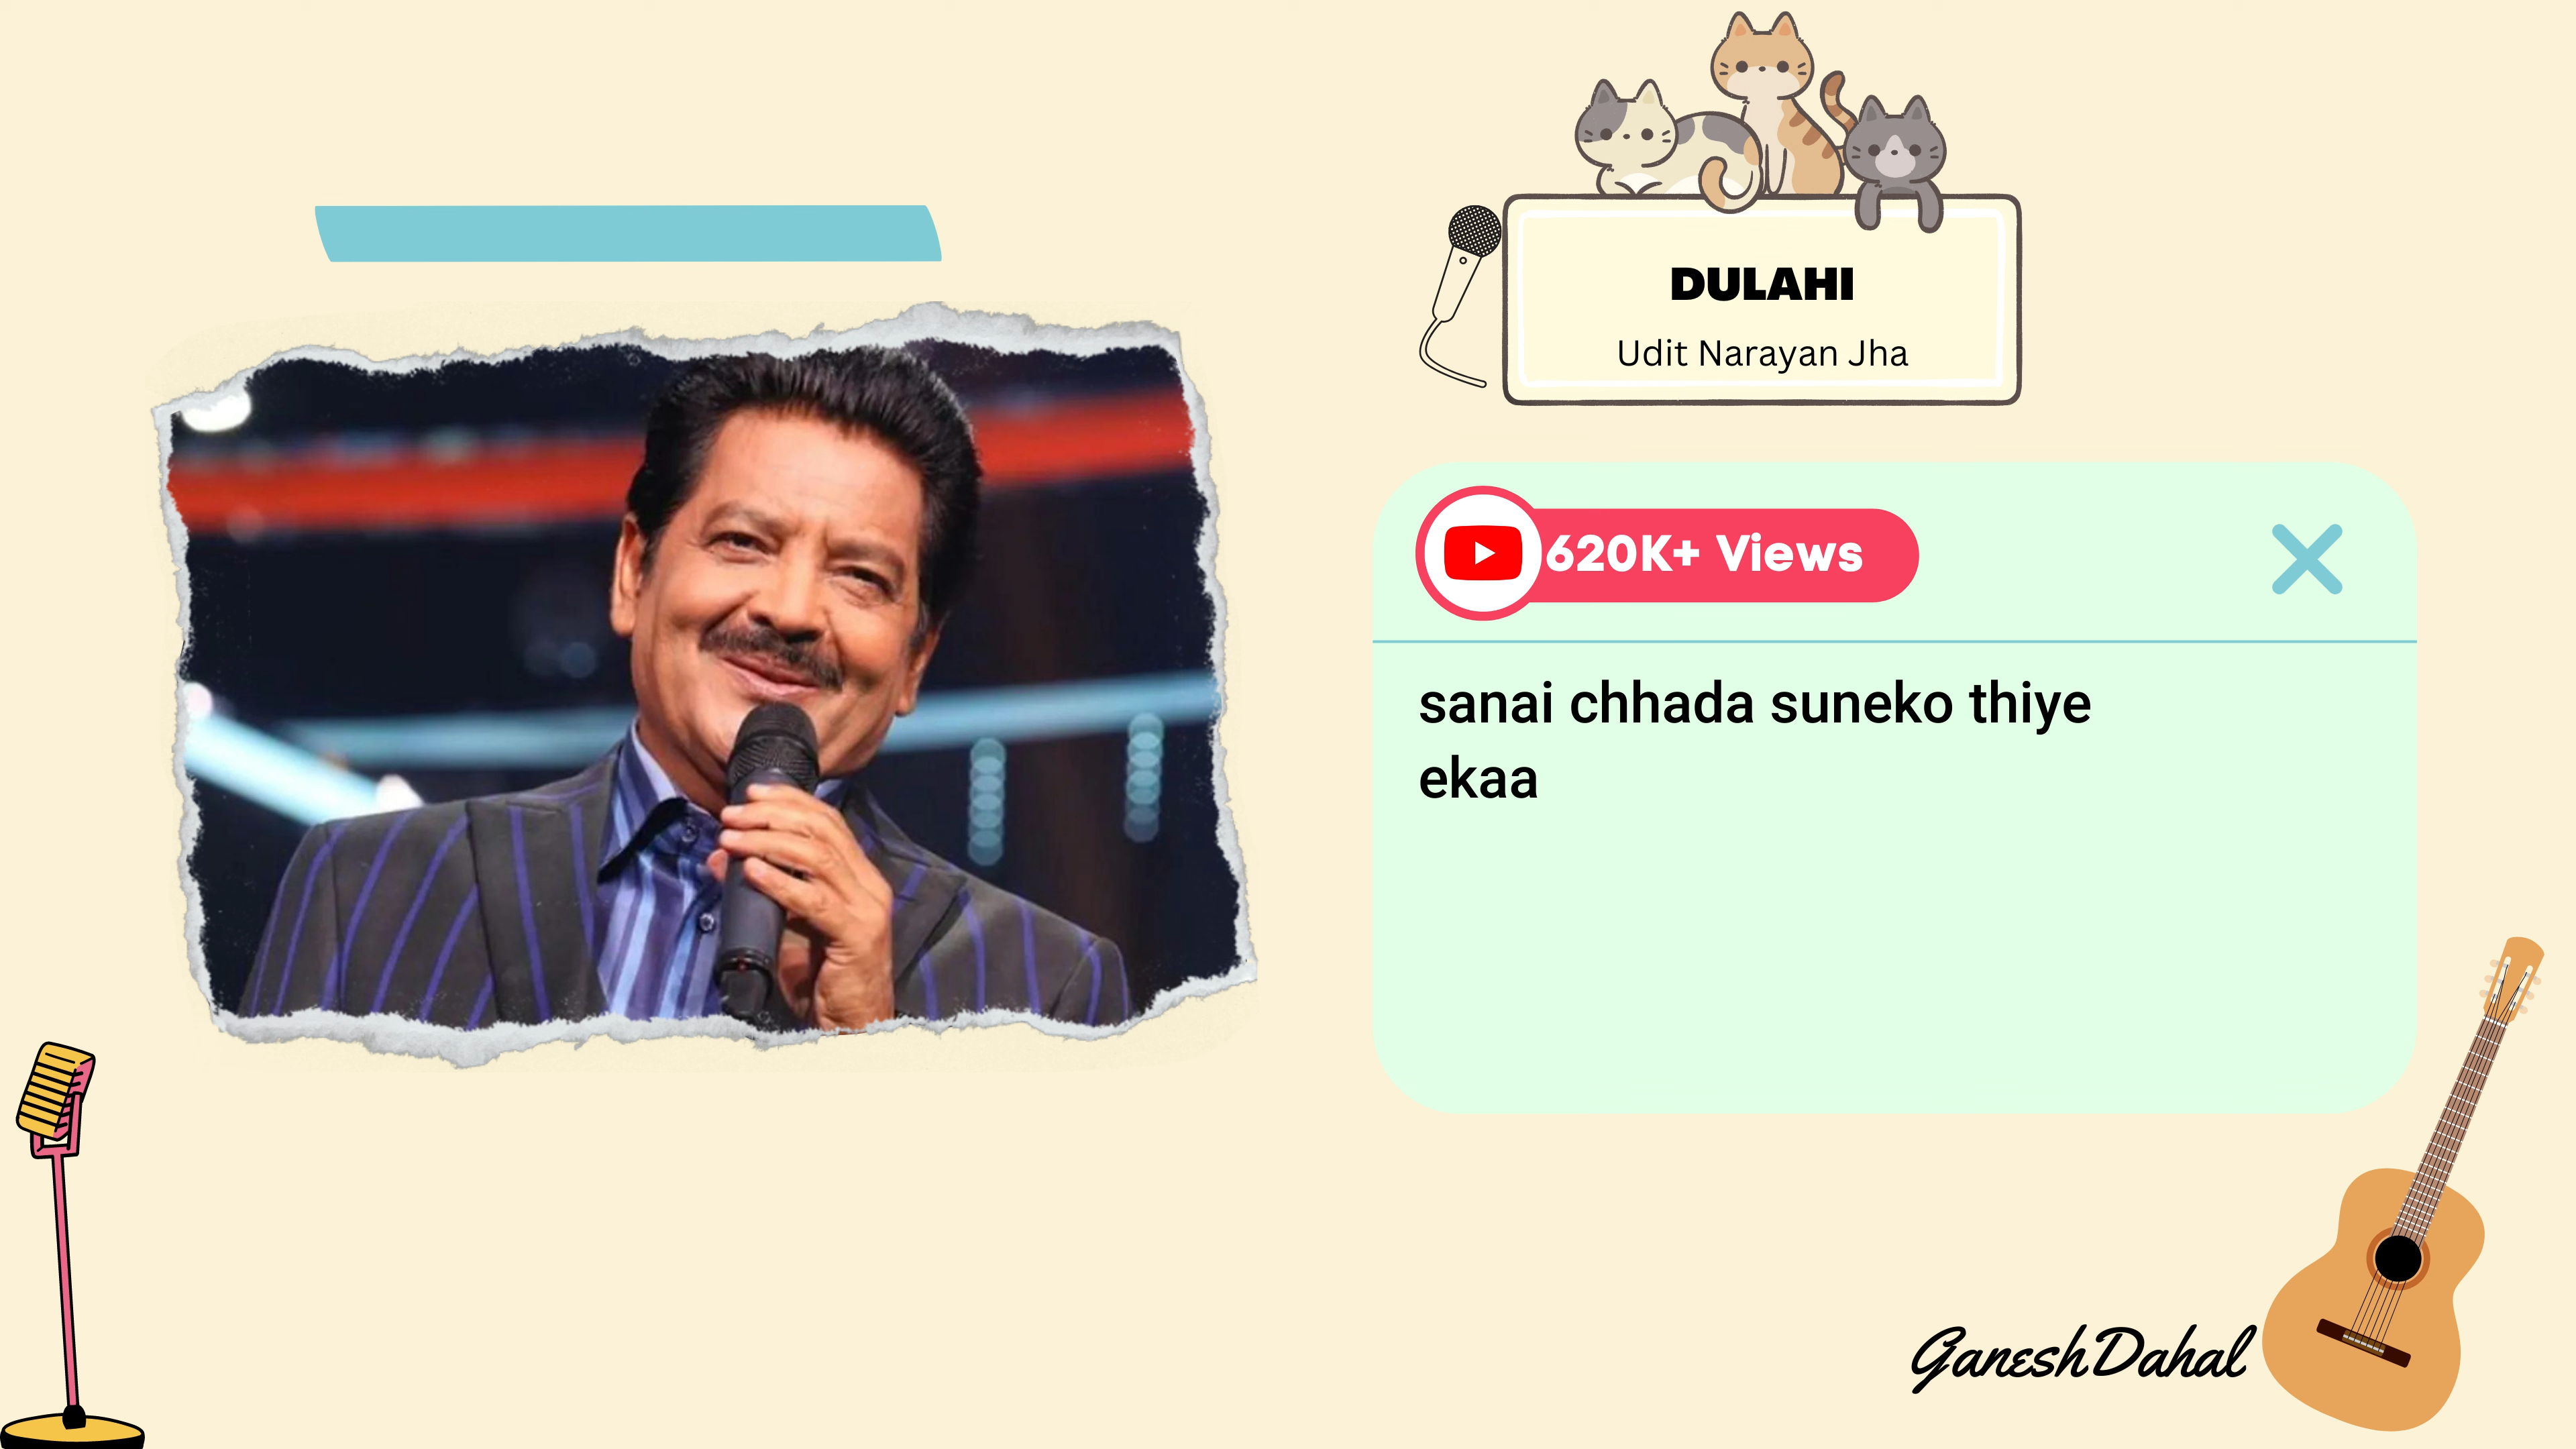 DULAHI
Udit Narayan Jha
620K+ Views
sanai chhada suneko thiye
ekaa
GaneshDahal